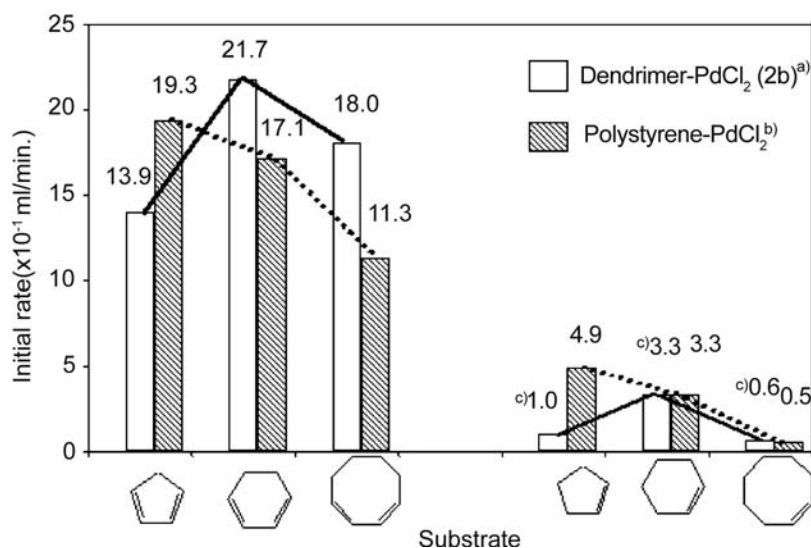 25
20
15
10
5
0
Initial rate(x10⁻¹ ml/min.)
13.9
19.3
21.7
17.1
18.0
11.3
c)1.0
4.9
c)3.3
3.3
c)0.6
0.5
Dendrimer-PdCl₂ (2b)ᵃ⁾
Polystyrene-PdCl₂ᵇ⁾
Substrate